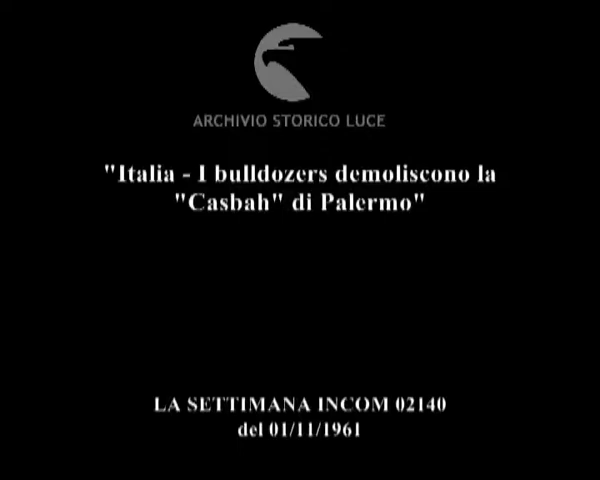 ARCHIVIO STORICO LUCE
"Italia - I bulldozers demoliscono la
"Casbah" di Palermo"
LA SETTIMANA INCOM 02140
del 01/11/1961